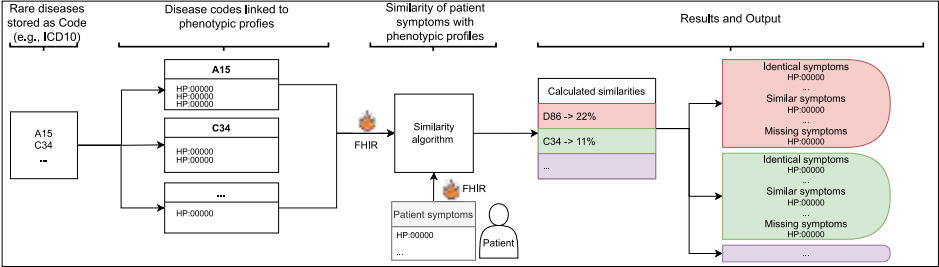 Rare diseases
stored as Code
(e.g., ICD10)
Disease codes linked to
phenotypic profies
Similarity of patient
symptoms with
phenotypic profiles
Results and Output
A15
C34
...
A15
HP:00000
HP:00000
HP:00000
C34
HP:00000
HP:00000
...
HP:00000
FHIR
Similarity
algorithm
FHIR
Patient symptoms
HP:00000
...
Patient
Calculated similarities
D86 -> 22%
C34 -> 11%
...
Identical symptoms
HP:00000
...
Similar symptoms
HP:00000
...
Missing symptoms
HP:00000
Identical symptoms
HP:00000
...
Similar symptoms
HP:00000
...
Missing symptoms
HP:00000
...